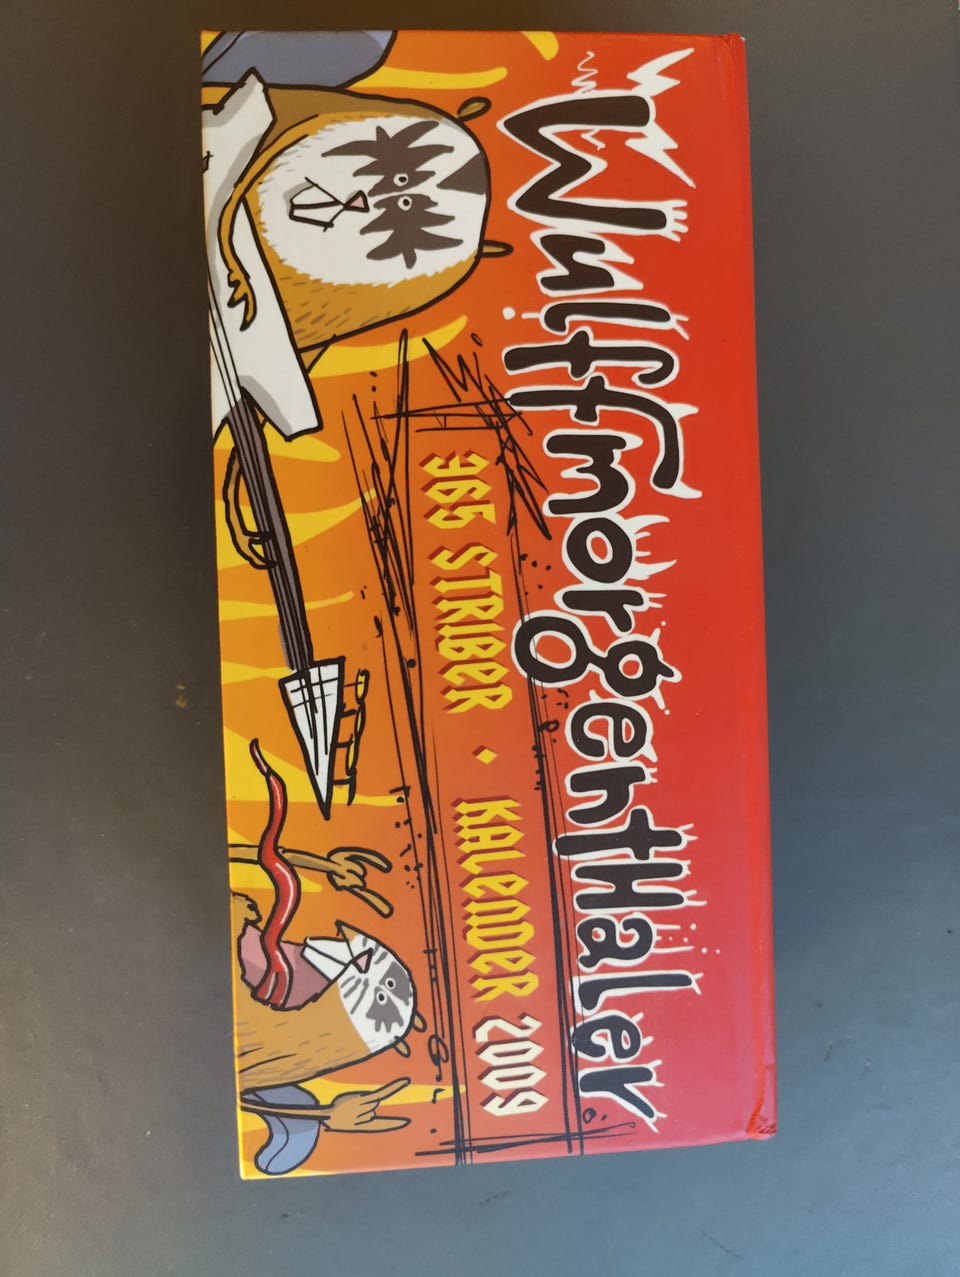 WulffmorgentHaler
365 STRIBER • KALENDER 2009